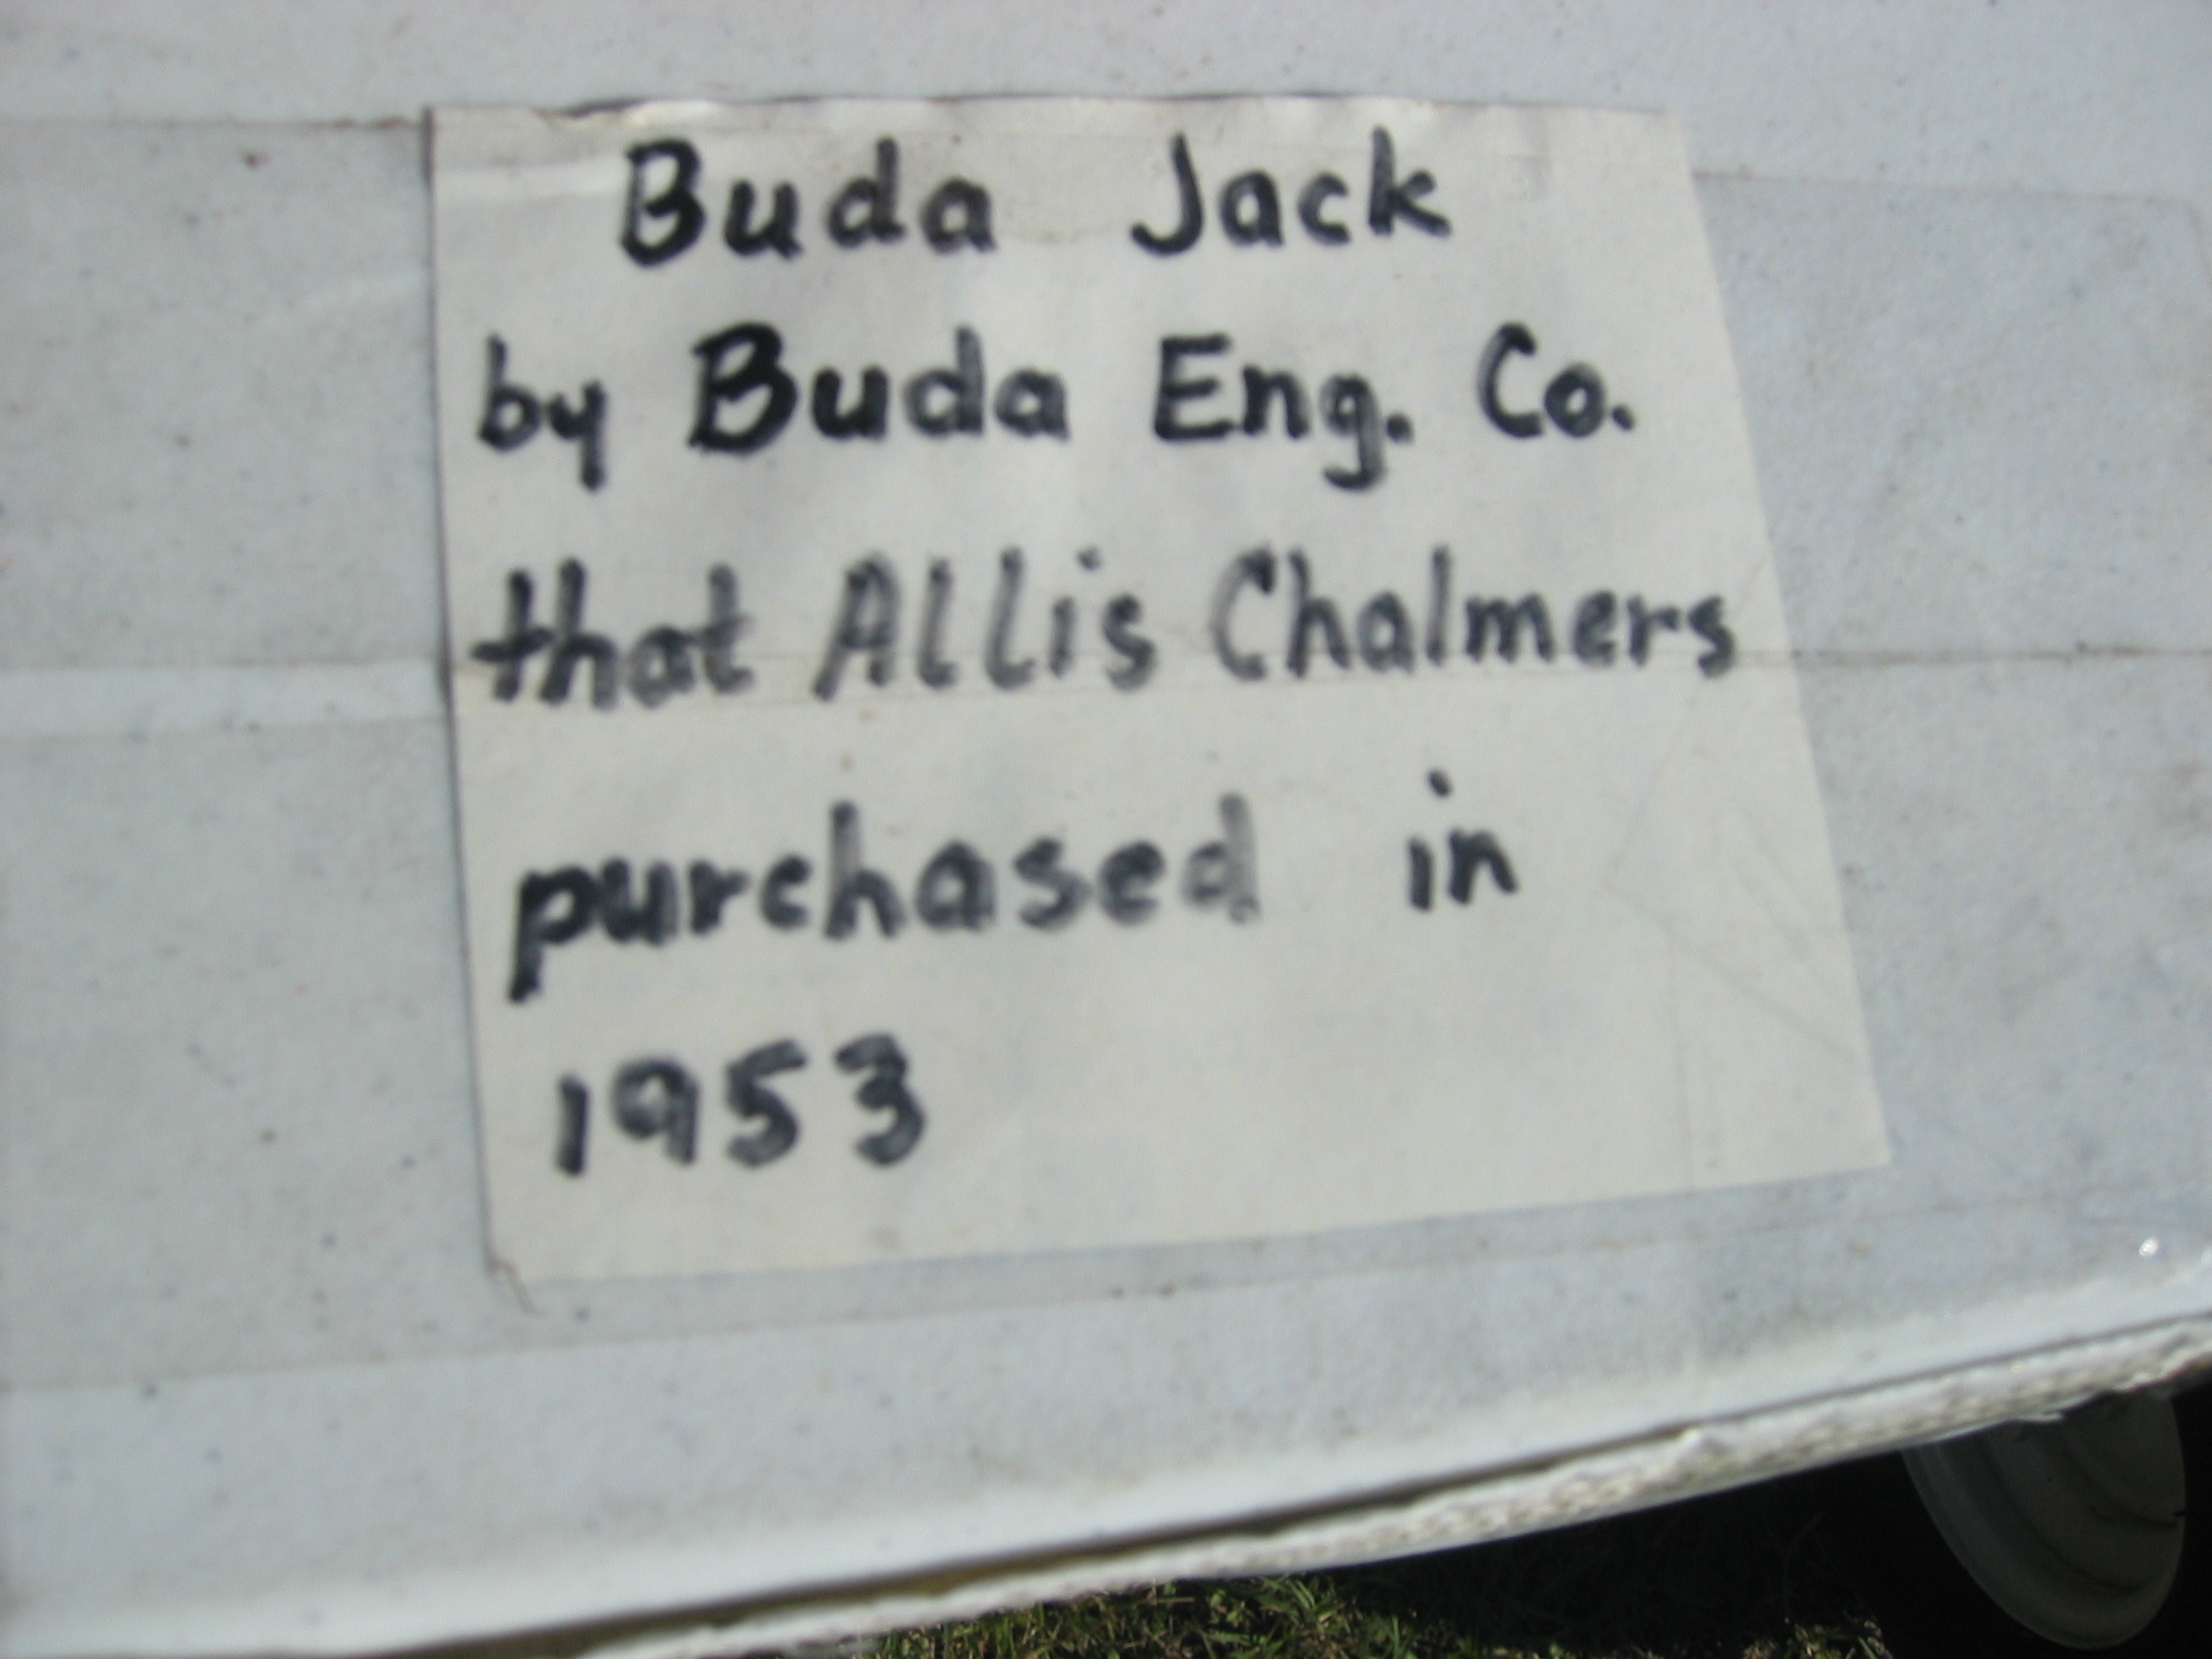 Buda Jack
by Buda Eng. Co.
that Allis Chalmers
purchased in
1953